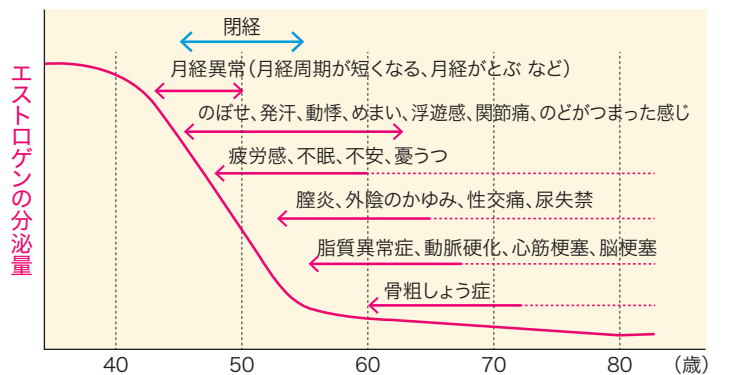 閉経
月経異常（月経周期が短くなる、月経がとぶ など）
のぼせ、発汗、動悸、めまい、浮遊感、関節痛、のどがつまった感じ
疲労感、不眠、不安、憂うつ
膣炎、外陰のかゆみ、性交痛、尿失禁
脂質異常症、動脈硬化、心筋梗塞、脳梗塞
骨粗しょう症
エストロゲンの分泌量
40 50 60 70 80 （歳）